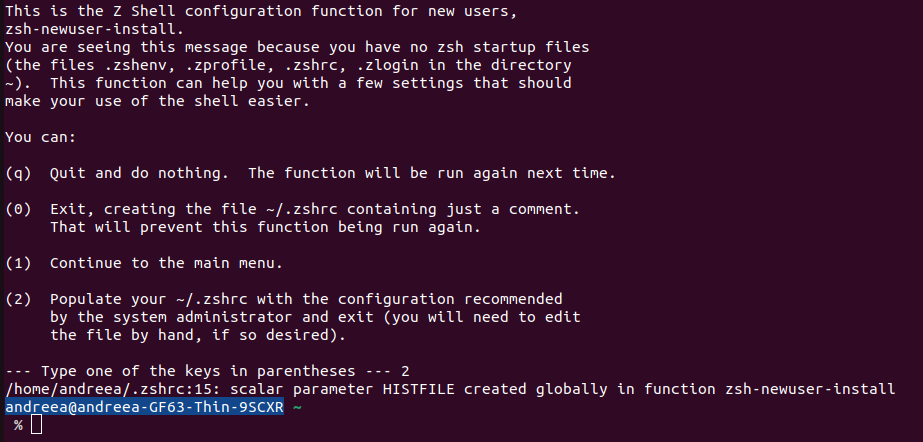 This is the Z Shell configuration function for new users,
zsh-newuser-install.
You are seeing this message because you have no zsh startup files
(the files .zshenv, .zprofile, .zshrc, .zlogin in the directory
~).  This function can help you with a few settings that should
make your use of the shell easier.

You can:

(q)  Quit and do nothing.  The function will be run again next time.

(0)  Exit, creating the file ~/.zshrc containing just a comment.
     That will prevent this function being run again.

(1)  Continue to the main menu.

(2)  Populate your ~/.zshrc with the configuration recommended
     by the system administrator and exit (you will need to edit
     the file by hand, if so desired).

--- Type one of the keys in parentheses --- 2
/home/andreea/.zshrc:15: scalar parameter HISTFILE created globally in function zsh-newuser-install
andreea@andreea-GF63-Thin-9SCXR ~
 %